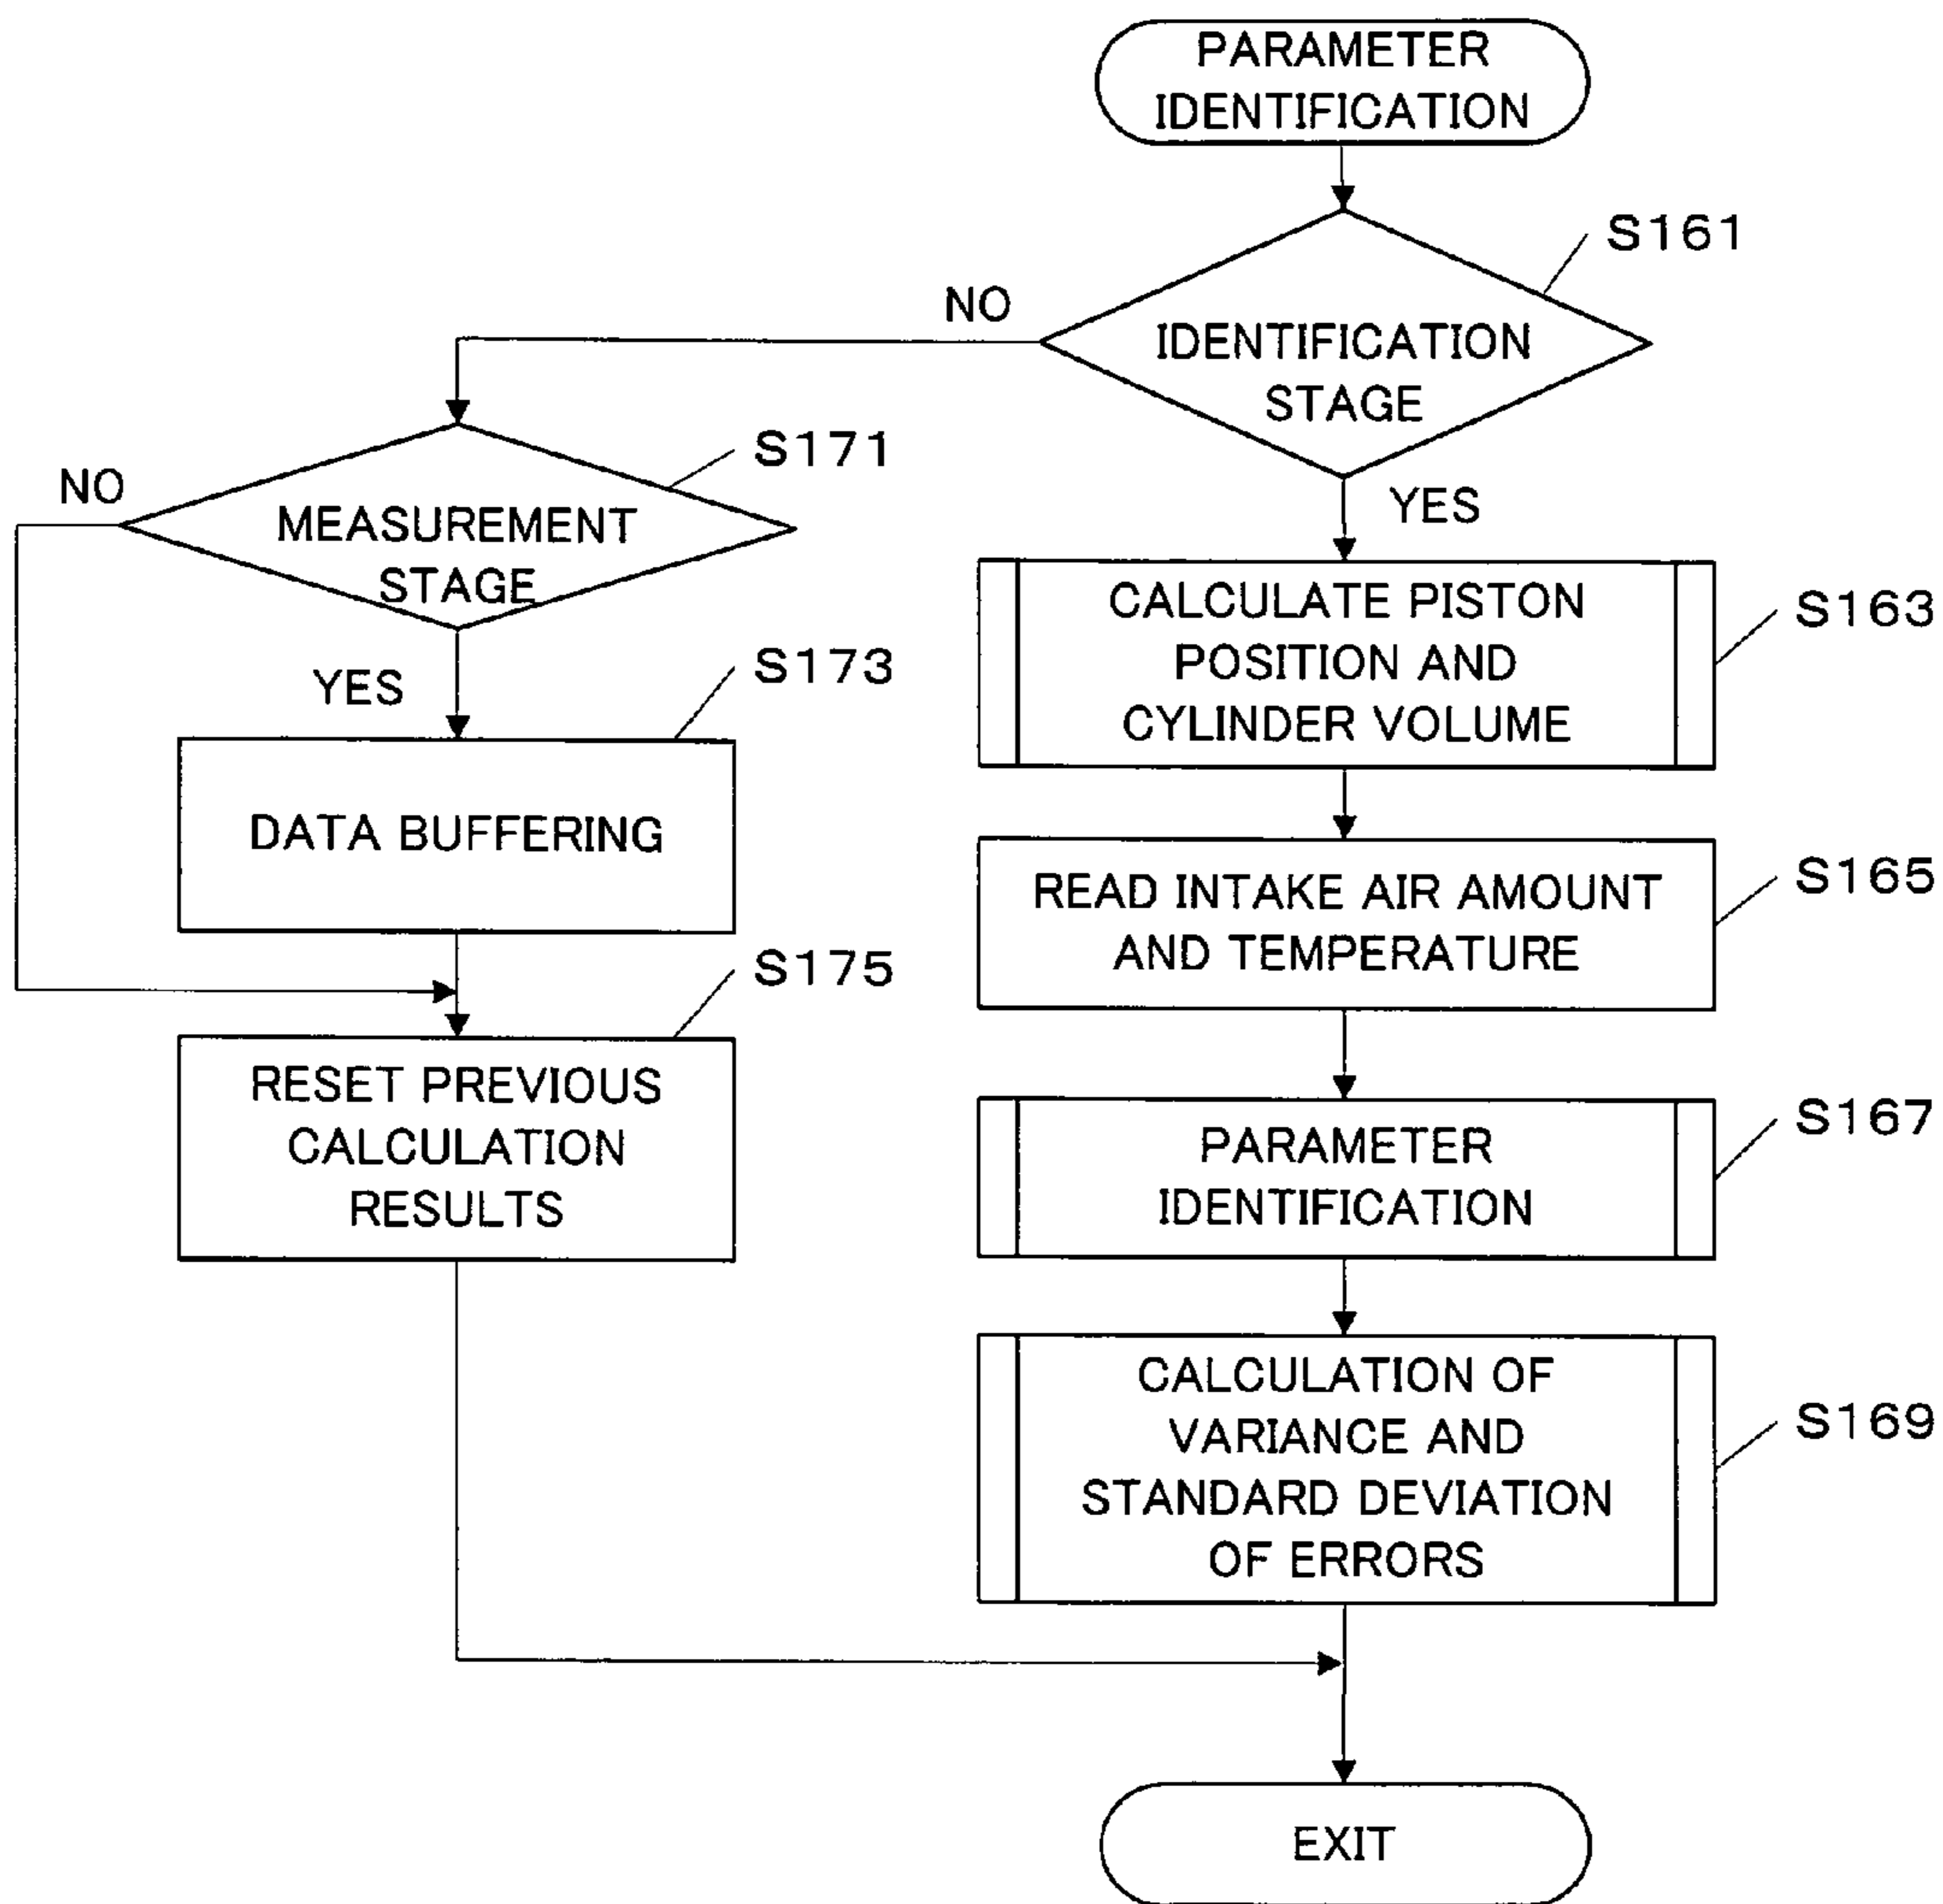 PARAMETER
IDENTIFICATION
S161
NO
IDENTIFICATION
STAGE
YES
S171
NO
MEASUREMENT
STAGE
YES
S173
DATA BUFFERING
S175
RESET PREVIOUS
CALCULATION
RESULTS
CALCULATE PISTON
POSITION AND
CYLINDER VOLUME
S163
READ INTAKE AIR AMOUNT
AND TEMPERATURE
S165
PARAMETER
IDENTIFICATION
S167
CALCULATION OF
VARIANCE AND
STANDARD DEVIATION
OF ERRORS
S169
EXIT